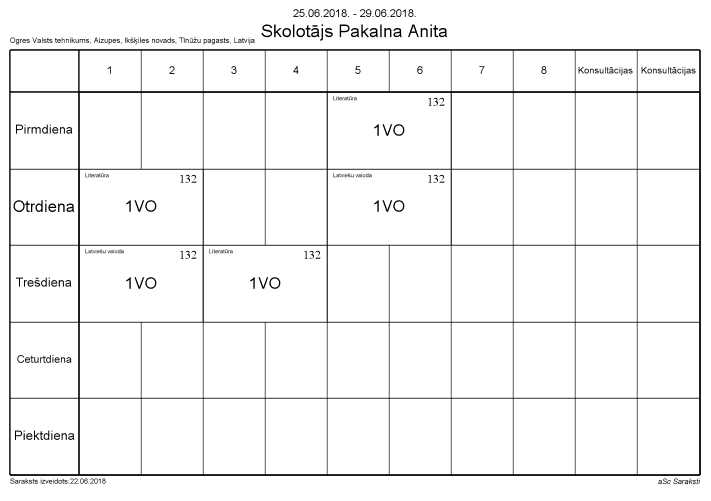 25.06.2018. - 29.06.2018.
Ogres Valsts tehnikums, Aizupes, Ikšķiles novads, Tīnūžu pagasts, Latvija
Skolotājs Pakalna Anita
1 2 3 4 5 6 7 8 Konsultācijas Konsultācijas
Pirmdiena
Literatūra 132
1VO
Otrdiena
Literatūra 132
1VO
Latviešu valoda 132
1VO
Trešdiena
Latviešu valoda 132
1VO
Literatūra 132
1VO
Ceturtdiena
Piektdiena
Saraksts izveidots:22.06.2018
aSc Saraksti